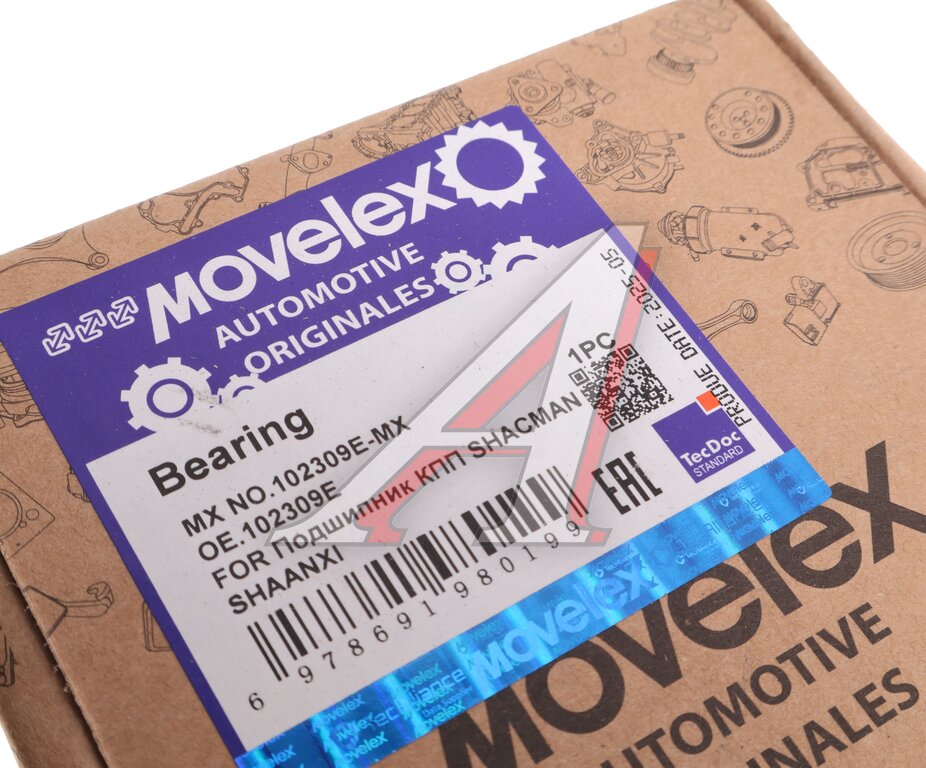 Movelex
AUTOMOTIVE
ORIGINALES
Bearing
1PC
MX NO.102309E-MX
OE.102309E
FOR Подшипник КПП SHACMAN
SHAANXI
6 978691 980199
EAC
PRODUE DATE: 2025-05
TecDoc
STANDARD
Movelex
Movelex
AUTOMOTIVE
ORIGINALES